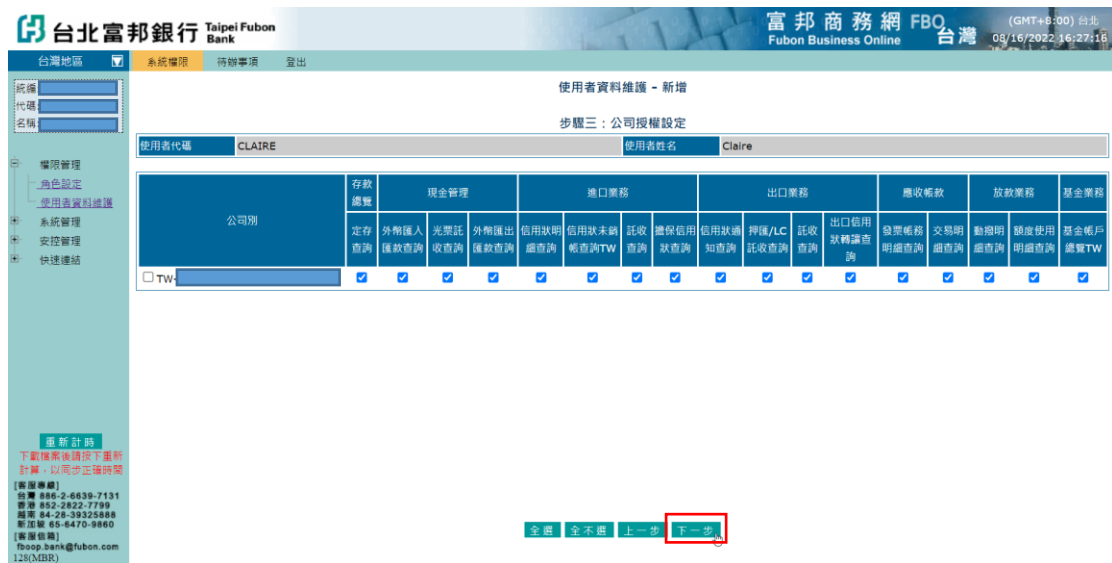 台北富邦銀行 Taipei Fubon Bank
富邦商務網 FBO
Fubon Business Online
台灣
(GMT+8:00) 台北
08/16/2022 16:27:16
台灣地區
系統權限 待辦事項 登出
統編
代碼
名稱
使用者資料維護 - 新增
步驟三：公司授權設定
使用者代碼 CLAIRE 使用者姓名 Claire
權限管理
角色設定
使用者資料維護
系統管理
安控管理
快速連結
公司別
存款總覽 現金管理 進口業務 出口業務 應收帳款 放款業務 基金業務
定存查詢 外幣匯入匯款查詢 光票託收查詢 外幣匯出匯款查詢 信用狀明細查詢 信用狀未銷帳查詢TW 託收查詢 擔保信用狀查詢 信用狀通知查詢 押匯/LC託收查詢 託收查詢 出口信用狀轉讓查詢 發票帳務明細查詢 交易明細查詢 動撥明細查詢 額度使用明細查詢 基金帳戶總覽TW
TW-
重新計時
下載檔案後請按下重新
計算，以同步正確時間
[客服專線]
台灣 886-2-6639-7131
香港 852-2822-7799
越南 84-28-39325888
新加坡 65-6470-9860
[客服信箱]
fboop.bank@fubon.com
128(MBR)
全選 全不選 上一步 下一步